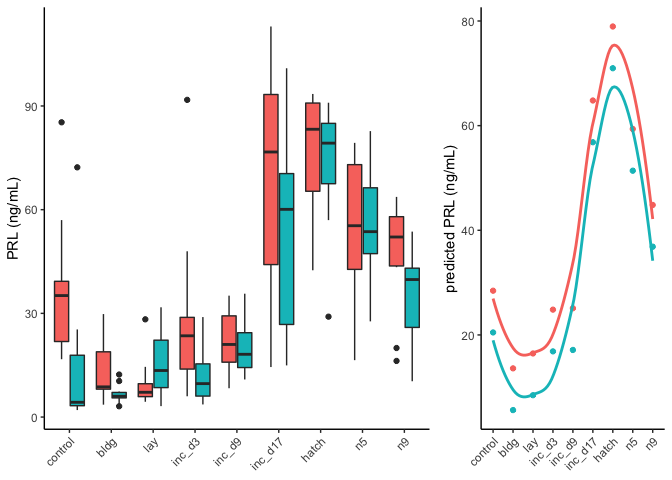 PRL (ng/mL)
90
60
30
0
control
bldg
lay
inc_d3
inc_d9
inc_d17
hatch
n5
n9
predicted PRL (ng/mL)
80
60
40
20
control
bldg
lay
inc_d3
inc_d9
inc_d17
hatch
n5
n9